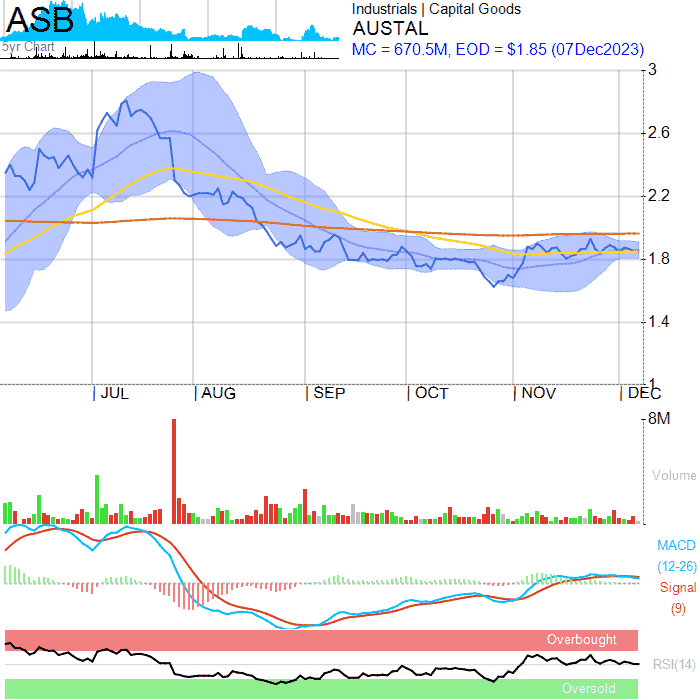 ASB
5yr Chart
Industrials | Capital Goods
AUSTAL
MC = 670.5M, EOD = $1.85 (07Dec2023)
3
2.6
2.2
1.8
1.4
1
JUL AUG SEP OCT NOV DEC
8M
Volume
MACD
(12-26)
Signal
(9)
Overbought
RSI(14)
Oversold